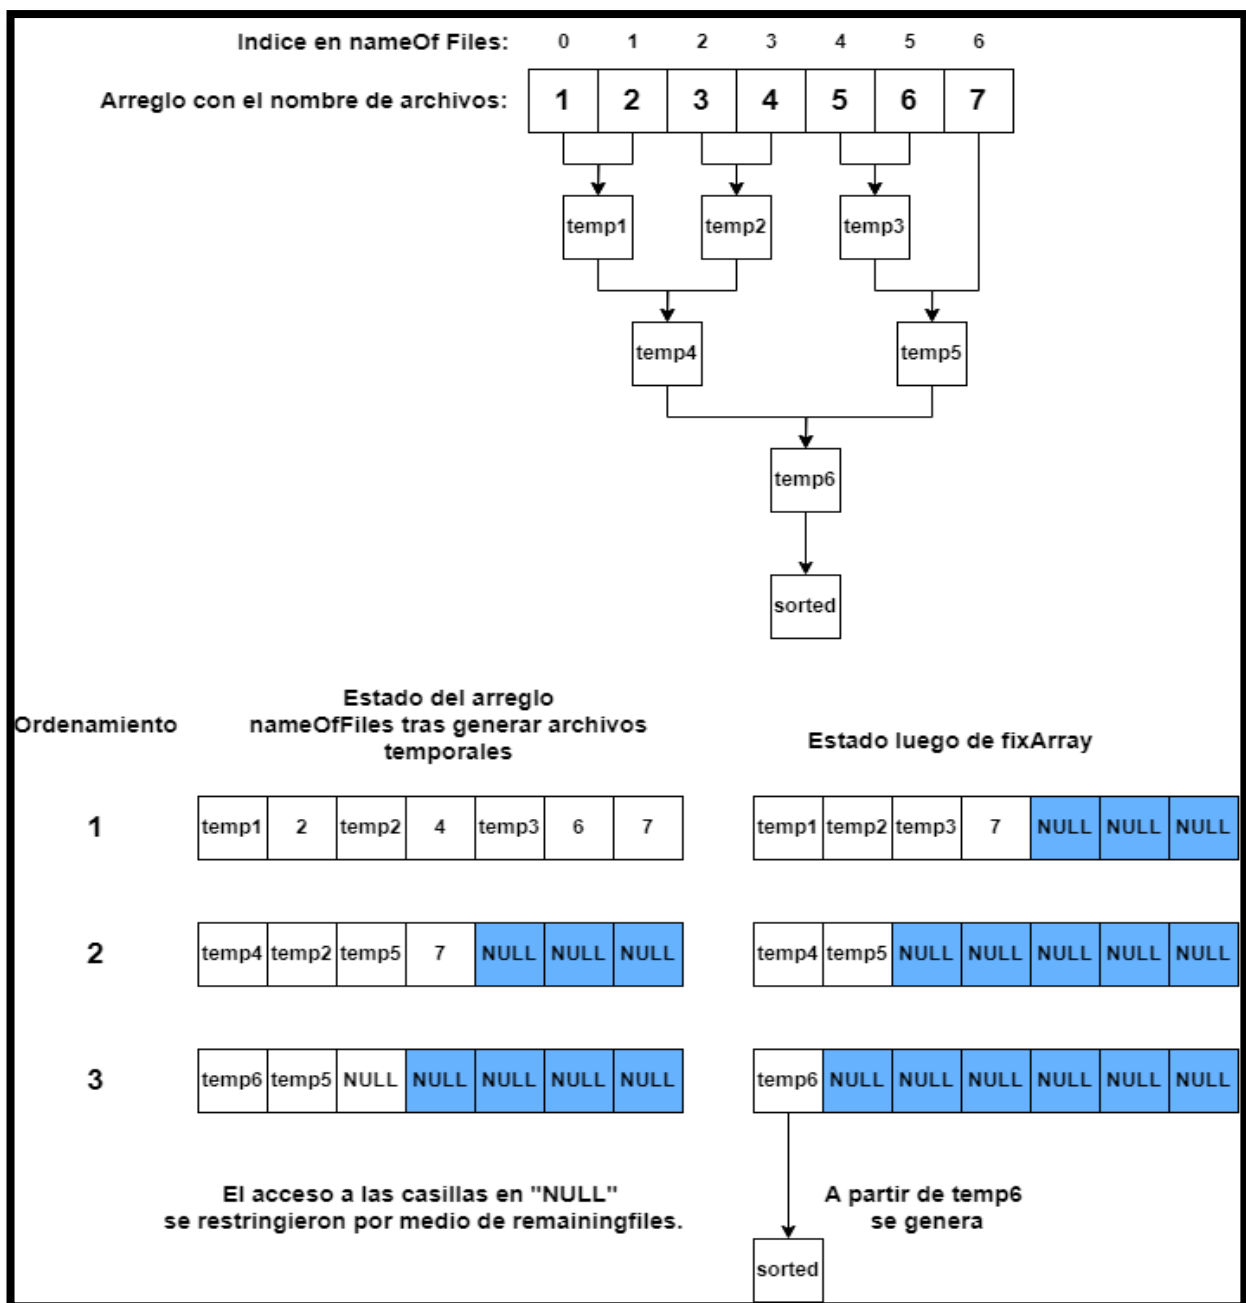 Indice en nameOf Files: 0 1 2 3 4 5 6
Arreglo con el nombre de archivos: 1 2 3 4 5 6 7
temp1 temp2 temp3
temp4 temp5
temp6
sorted
Ordenamiento
Estado del arreglo
nameOfFiles tras generar archivos
temporales
Estado luego de fixArray
1 temp1 2 temp2 4 temp3 6 7 temp1 temp2 temp3 7 NULL NULL NULL
2 temp4 temp2 temp5 7 NULL NULL NULL temp4 temp5 NULL NULL NULL NULL NULL
3 temp6 temp5 NULL NULL NULL NULL NULL temp6 NULL NULL NULL NULL NULL NULL
El acceso a las casillas en "NULL"
se restringieron por medio de remainingfiles.
A partir de temp6
se genera
sorted